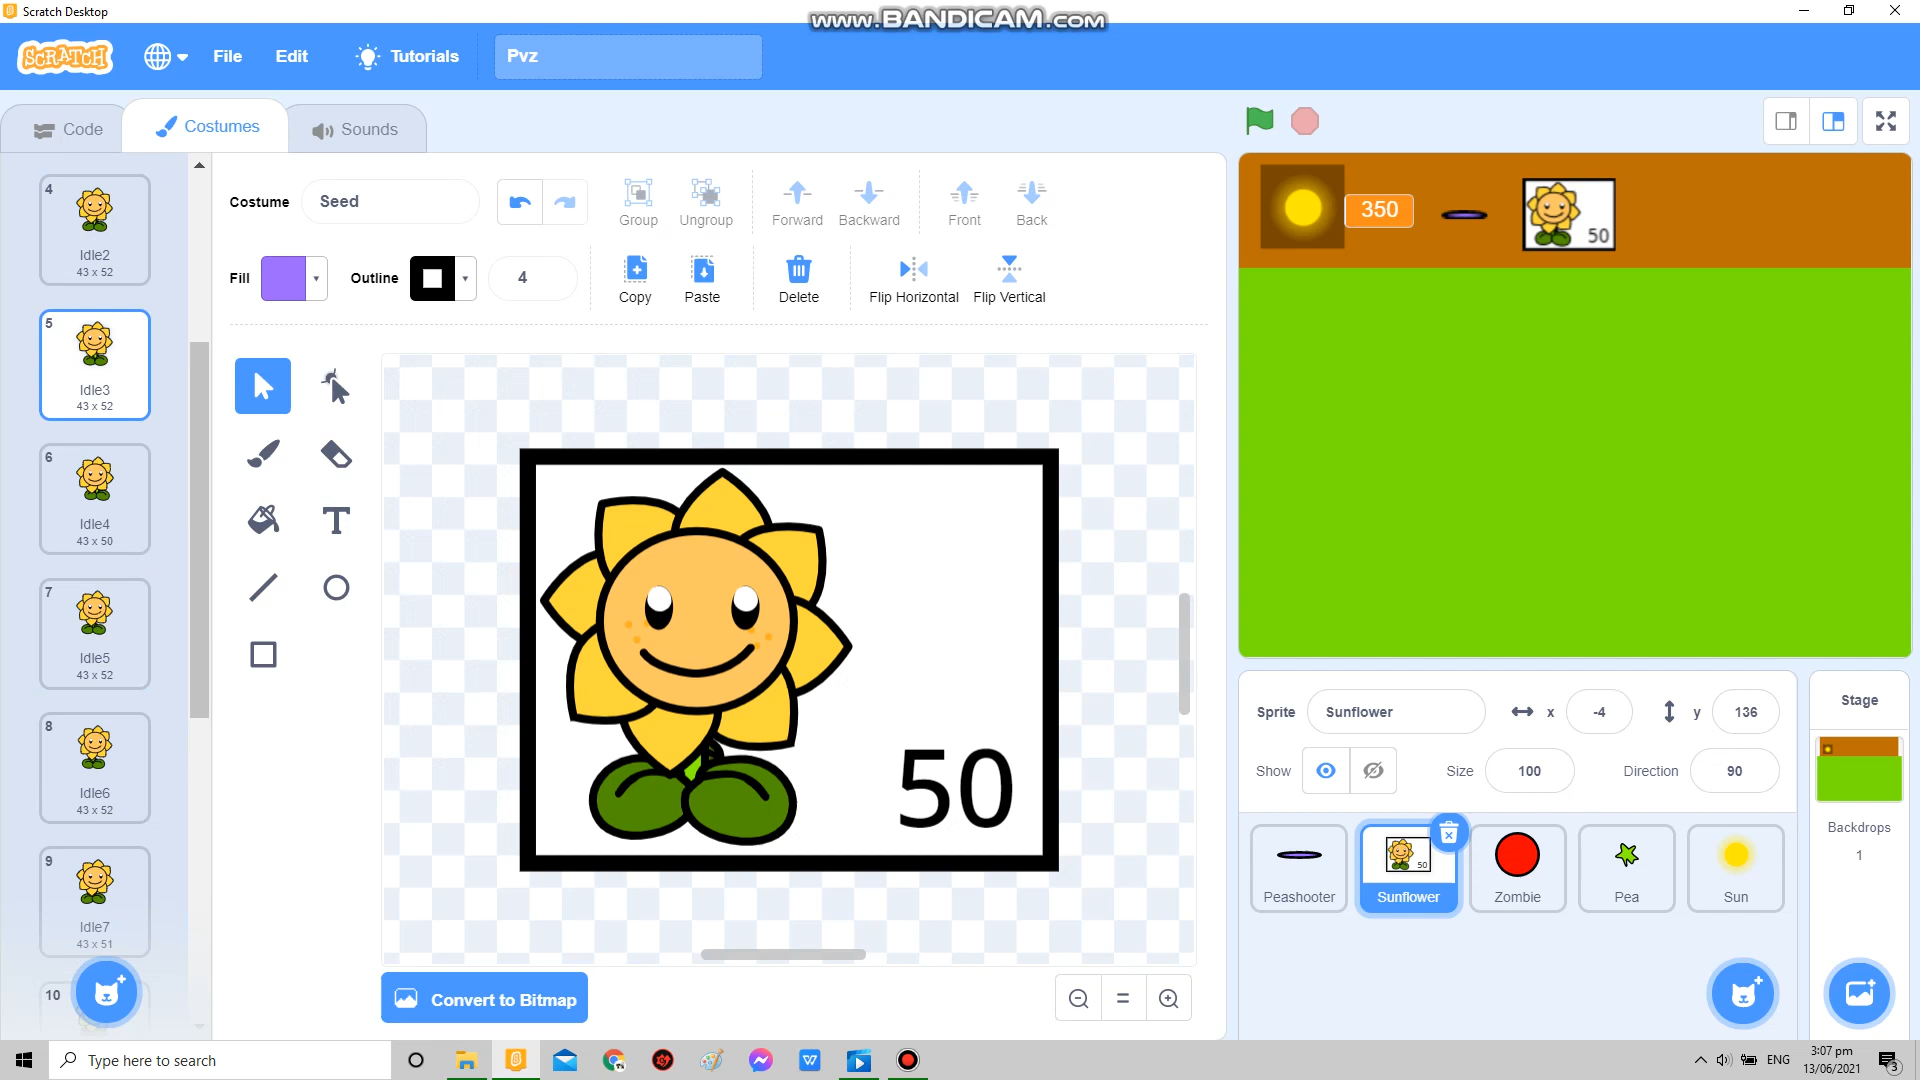 Scratch Desktop
www.BANDICAM.com
SCRATCH
File
Edit
Tutorials
Pvz
Code
Costumes
Sounds
4
Idle2
43 x 52
5
Idle3
43 x 52
6
Idle4
43 x 50
7
Idle5
43 x 52
8
Idle6
43 x 52
9
Idle7
43 x 51
10
Costume
Seed
Group
Ungroup
Forward
Backward
Front
Back
Fill
Outline
4
Copy
Paste
Delete
Flip Horizontal
Flip Vertical
50
Convert to Bitmap
350
50
Sprite
Sunflower
x
-4
y
136
Show
Size
100
Direction
90
Peashooter
50
Sunflower
Zombie
Pea
Sun
Stage
Backdrops
1
Type here to search
ENG
3:07 pm
13/06/2021
3